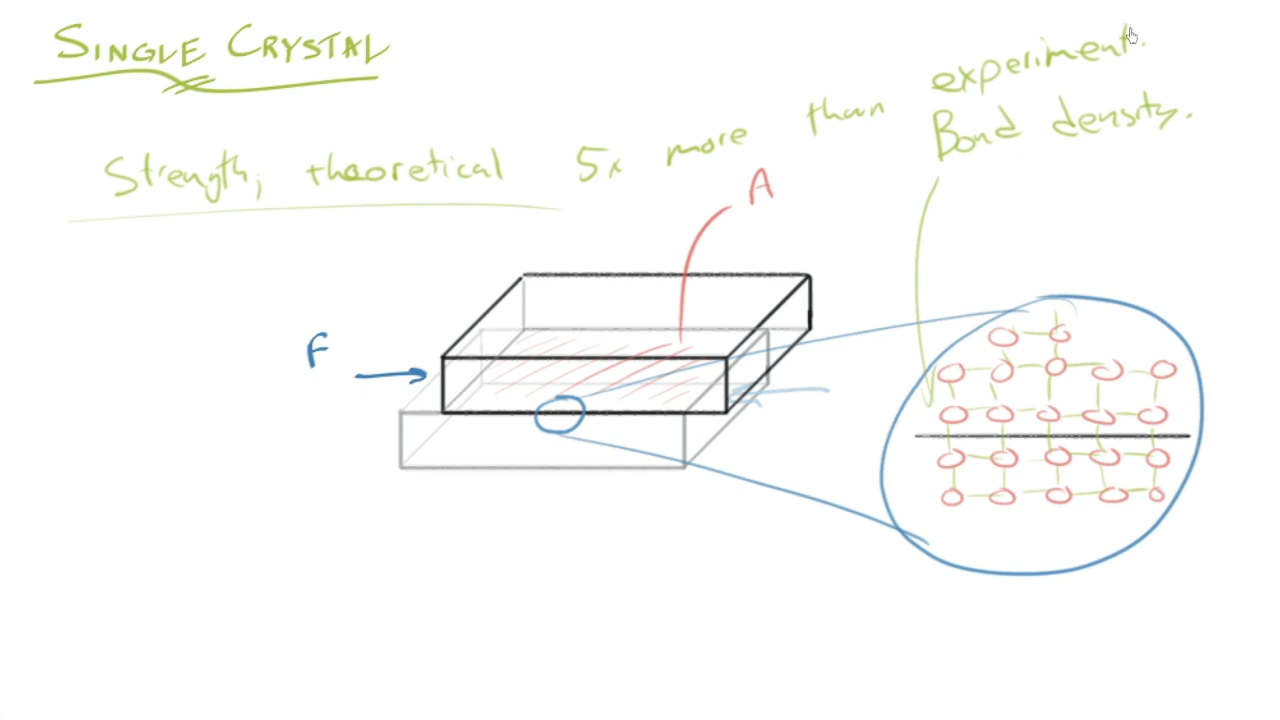 SINGLE CRYSTAL
Strength, theoretical 5x more than experiment.
Bond density.
A
F